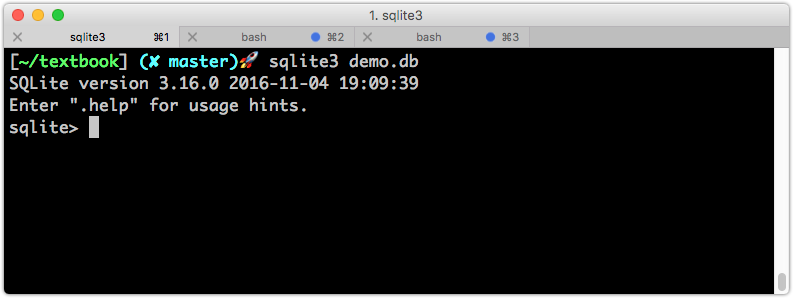 1. sqlite3
sqlite3 ⌘1 bash ⌘2 bash ⌘3
[~/textbook] (✘ master)🚀 sqlite3 demo.db
SQLite version 3.16.0 2016-11-04 19:09:39
Enter ".help" for usage hints.
sqlite>